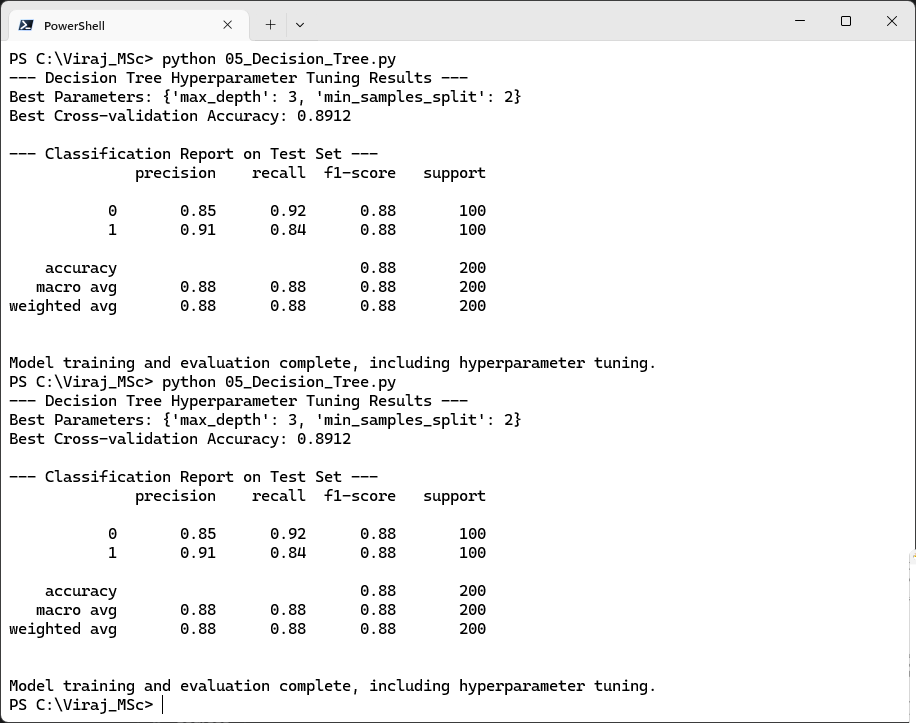 PowerShell
PS C:\Viraj_MSc> python 05_Decision_Tree.py
--- Decision Tree Hyperparameter Tuning Results ---
Best Parameters: {'max_depth': 3, 'min_samples_split': 2}
Best Cross-validation Accuracy: 0.8912

--- Classification Report on Test Set ---
              precision    recall  f1-score   support

           0       0.85      0.92      0.88       100
           1       0.91      0.84      0.88       100

    accuracy                           0.88       200
   macro avg       0.88      0.88      0.88       200
weighted avg       0.88      0.88      0.88       200


Model training and evaluation complete, including hyperparameter tuning.
PS C:\Viraj_MSc> python 05_Decision_Tree.py
--- Decision Tree Hyperparameter Tuning Results ---
Best Parameters: {'max_depth': 3, 'min_samples_split': 2}
Best Cross-validation Accuracy: 0.8912

--- Classification Report on Test Set ---
              precision    recall  f1-score   support

           0       0.85      0.92      0.88       100
           1       0.91      0.84      0.88       100

    accuracy                           0.88       200
   macro avg       0.88      0.88      0.88       200
weighted avg       0.88      0.88      0.88       200


Model training and evaluation complete, including hyperparameter tuning.
PS C:\Viraj_MSc>